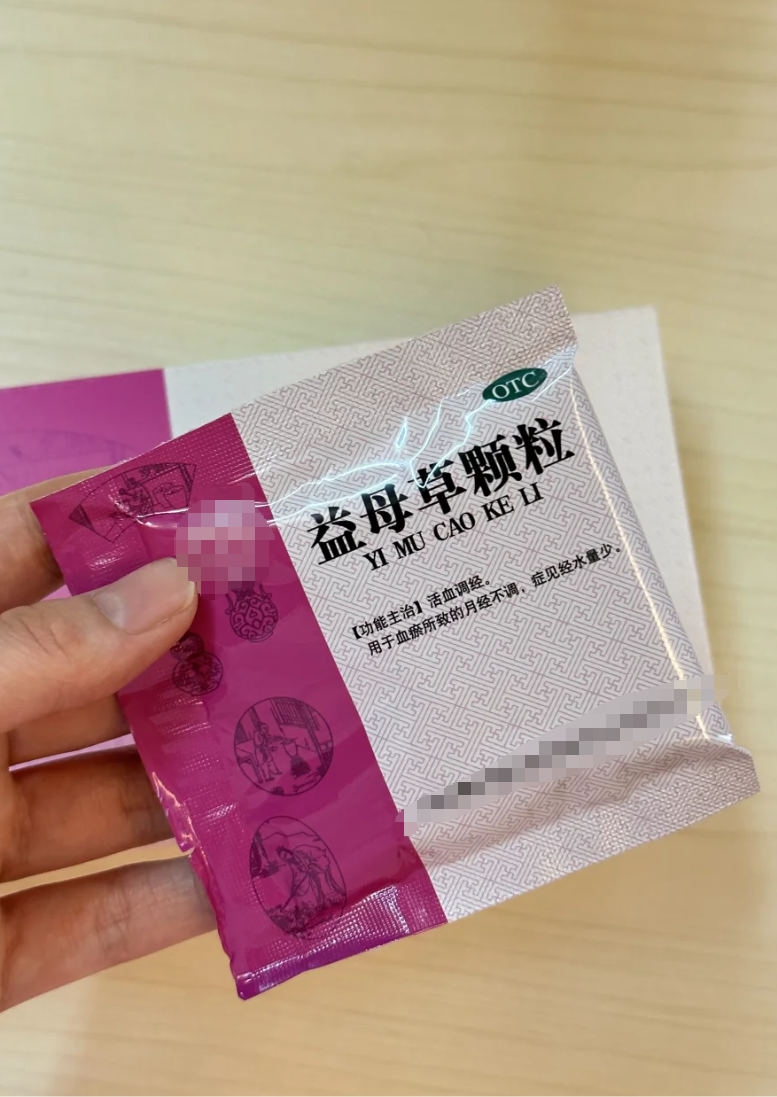 OTC
益母草颗粒
YI MU CAO KE LI
【功能主治】活血调经。
用于血瘀所致的月经不调，症见经水量少。